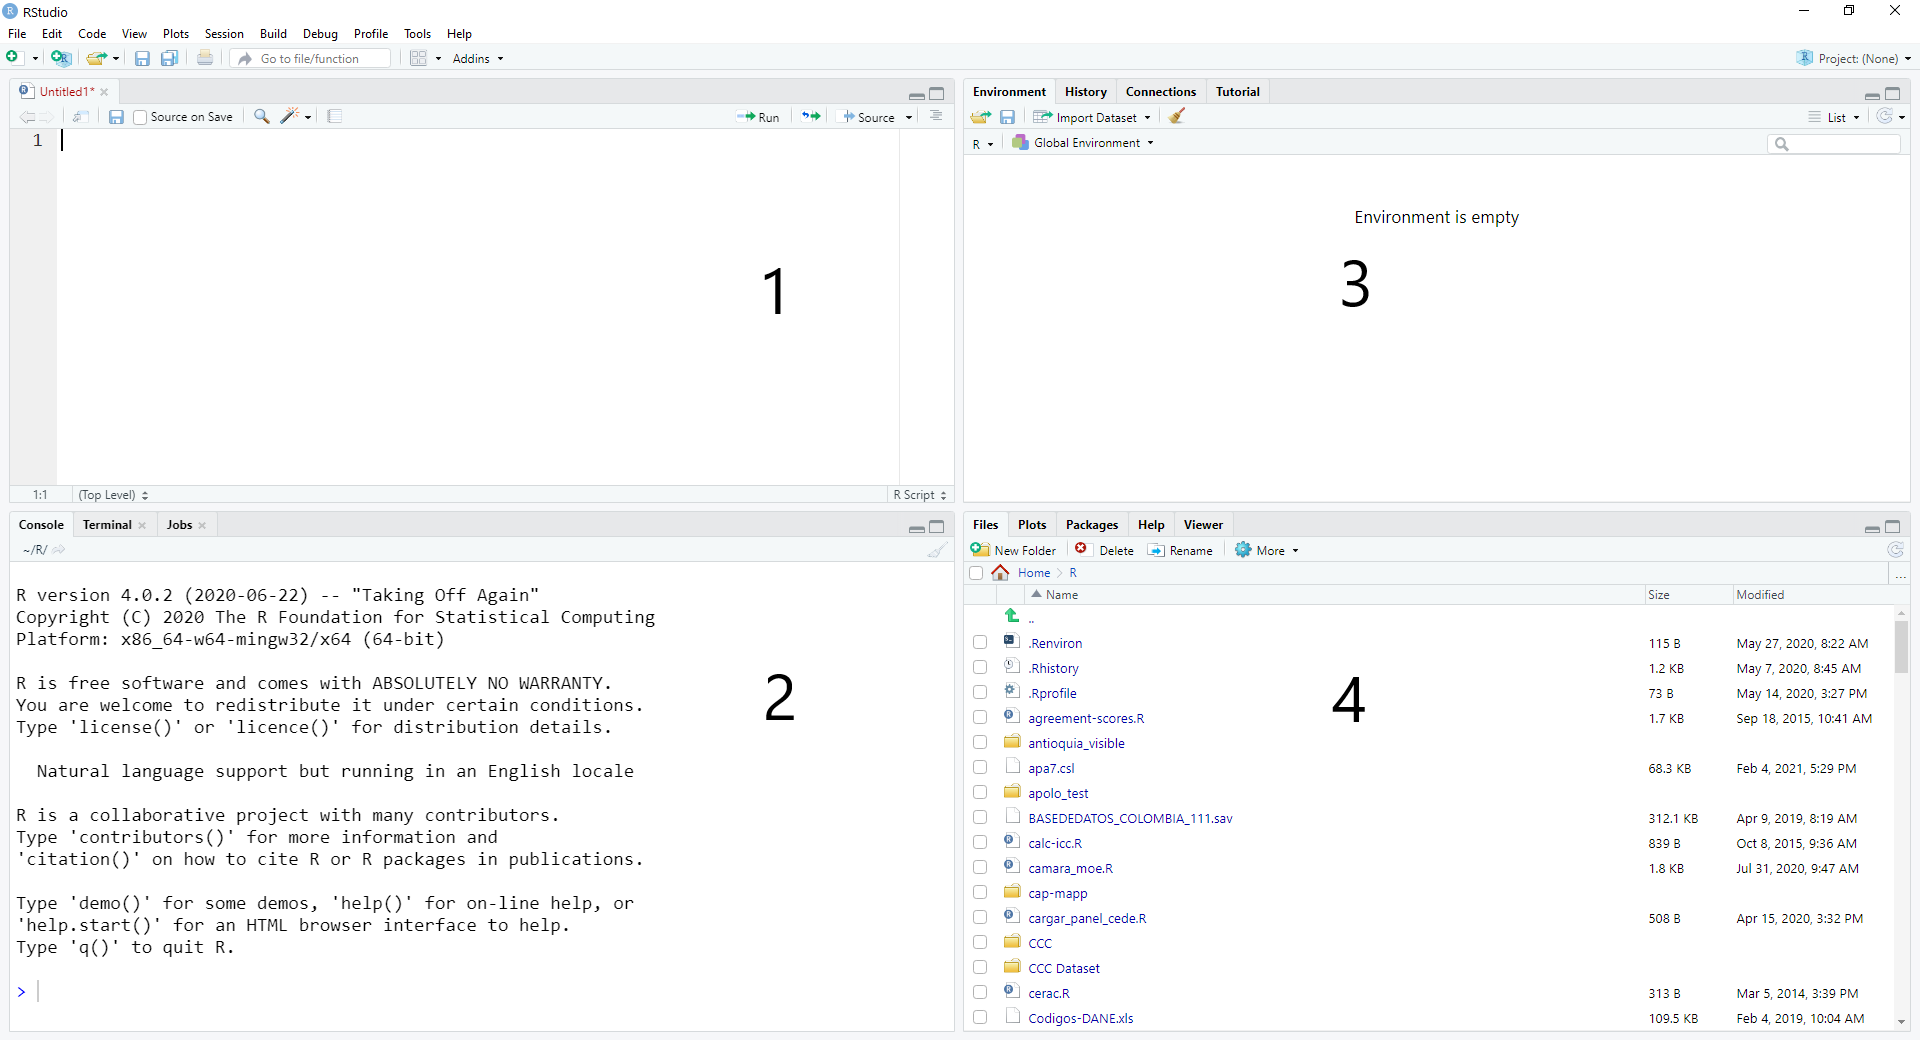 RStudio
File Edit Code View Plots Session Build Debug Profile Tools Help
Go to file/function Addins Project: (None)
Untitled1*
Source on Save Run Source
1
1
1:1 (Top Level) R Script
Console Terminal Jobs
~/R/
R version 4.0.2 (2020-06-22) -- "Taking Off Again"
Copyright (C) 2020 The R Foundation for Statistical Computing
Platform: x86_64-w64-mingw32/x64 (64-bit)
R is free software and comes with ABSOLUTELY NO WARRANTY.
You are welcome to redistribute it under certain conditions.
Type 'license()' or 'licence()' for distribution details.
Natural language support but running in an English locale
R is a collaborative project with many contributors.
Type 'contributors()' for more information and
'citation()' on how to cite R or R packages in publications.
Type 'demo()' for some demos, 'help()' for on-line help, or
'help.start()' for an HTML browser interface to help.
Type 'q()' to quit R.
>
2
Environment History Connections Tutorial
Import Dataset List
R Global Environment
Environment is empty
3
Files Plots Packages Help Viewer
New Folder Delete Rename More
Home R ...
Name Size Modified
..
.Renviron 115 B May 27, 2020, 8:22 AM
.Rhistory 1.2 KB May 7, 2020, 8:45 AM
.Rprofile 73 B May 14, 2020, 3:27 PM
agreement-scores.R 1.7 KB Sep 18, 2015, 10:41 AM
antioquia_visible
apa7.csl 68.3 KB Feb 4, 2021, 5:29 PM
apolo_test
BASEDEDATOS_COLOMBIA_111.sav 312.1 KB Apr 9, 2019, 8:19 AM
calc-icc.R 839 B Oct 8, 2015, 9:36 AM
camara_moe.R 1.8 KB Jul 31, 2020, 9:47 AM
cap-mapp
cargar_panel_cede.R 508 B Apr 15, 2020, 3:32 PM
CCC
CCC Dataset
cerac.R 313 B Mar 5, 2014, 3:39 PM
Codigos-DANE.xls 109.5 KB Feb 4, 2019, 10:04 AM
4